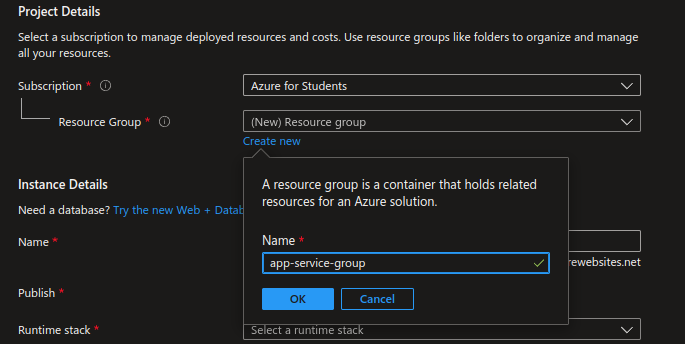 Project Details
Select a subscription to manage deployed resources and costs. Use resource groups like folders to organize and manage
all your resources.
Subscription *
Azure for Students
Resource Group *
(New) Resource group
Create new
A resource group is a container that holds related
resources for an Azure solution.
Name *
app-service-group
OK
Cancel
Instance Details
Need a database? Try the new Web + Datab
Name *
rewebsites.net
Publish *
Runtime stack *
Select a runtime stack